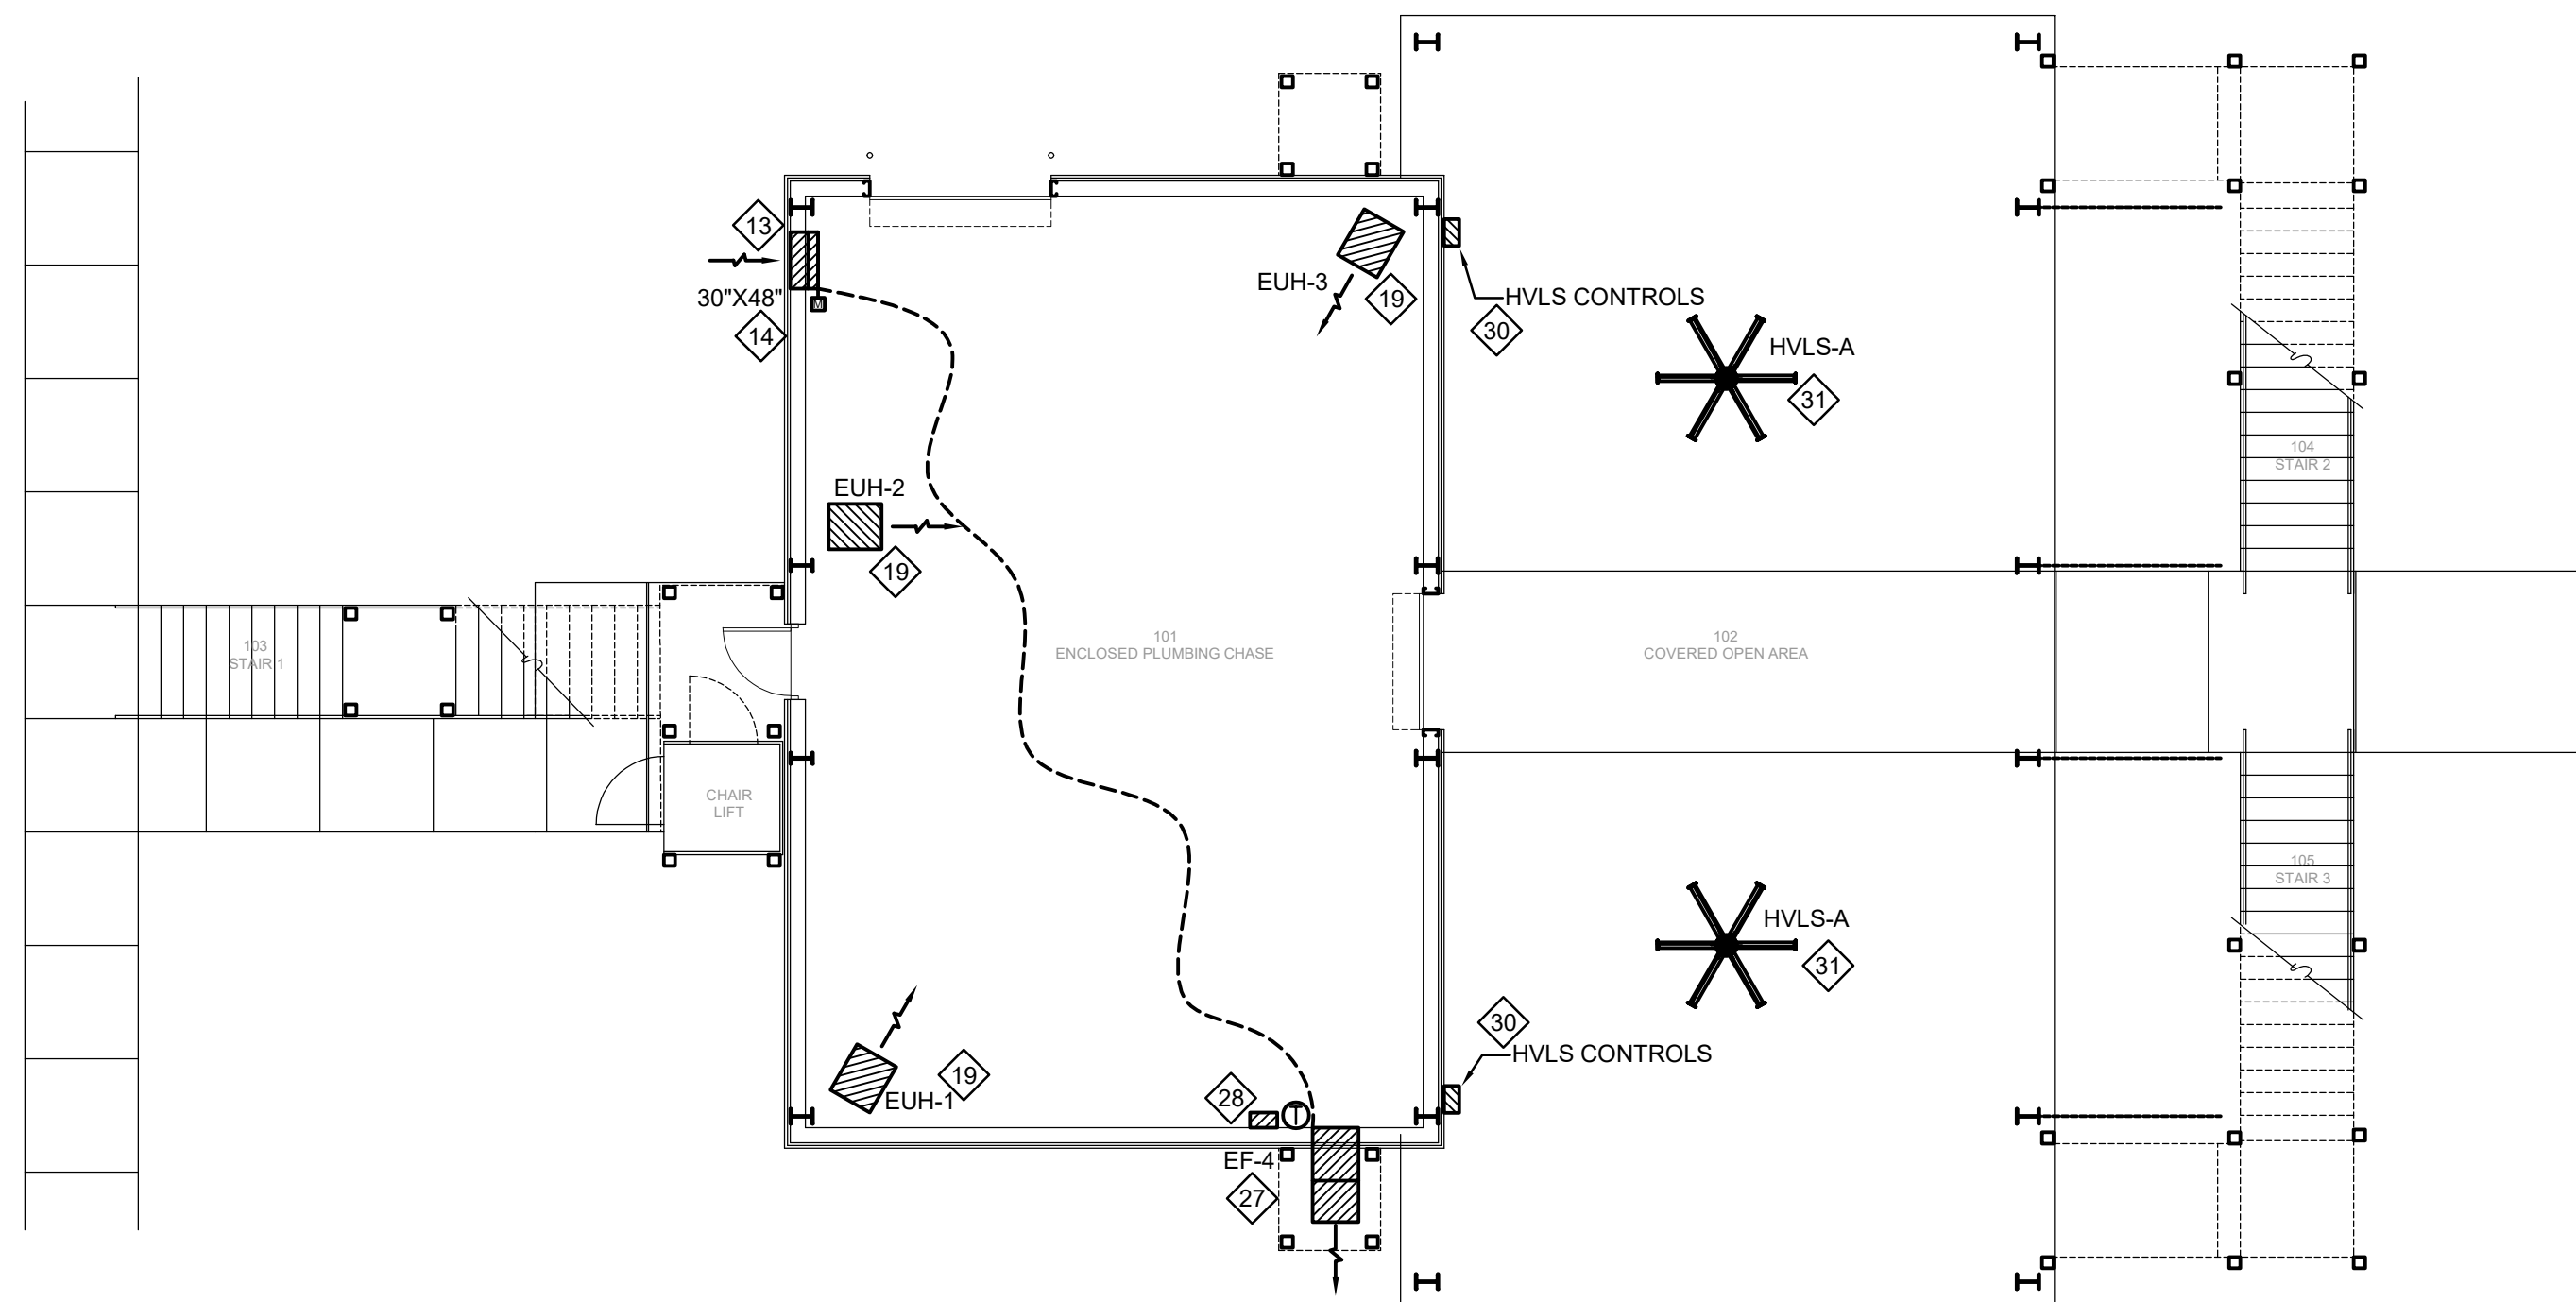 13
30"X48"
14
M
EUH-3
19
HVLS CONTROLS
30
HVLS-A
31
104
STAIR 2
EUH-2
19
103
STAIR 1
101
ENCLOSED PLUMBING CHASE
102
COVERED OPEN AREA
CHAIR
LIFT
105
STAIR 3
HVLS-A
31
30
HVLS CONTROLS
19
EUH-1
28
T
EF-4
27